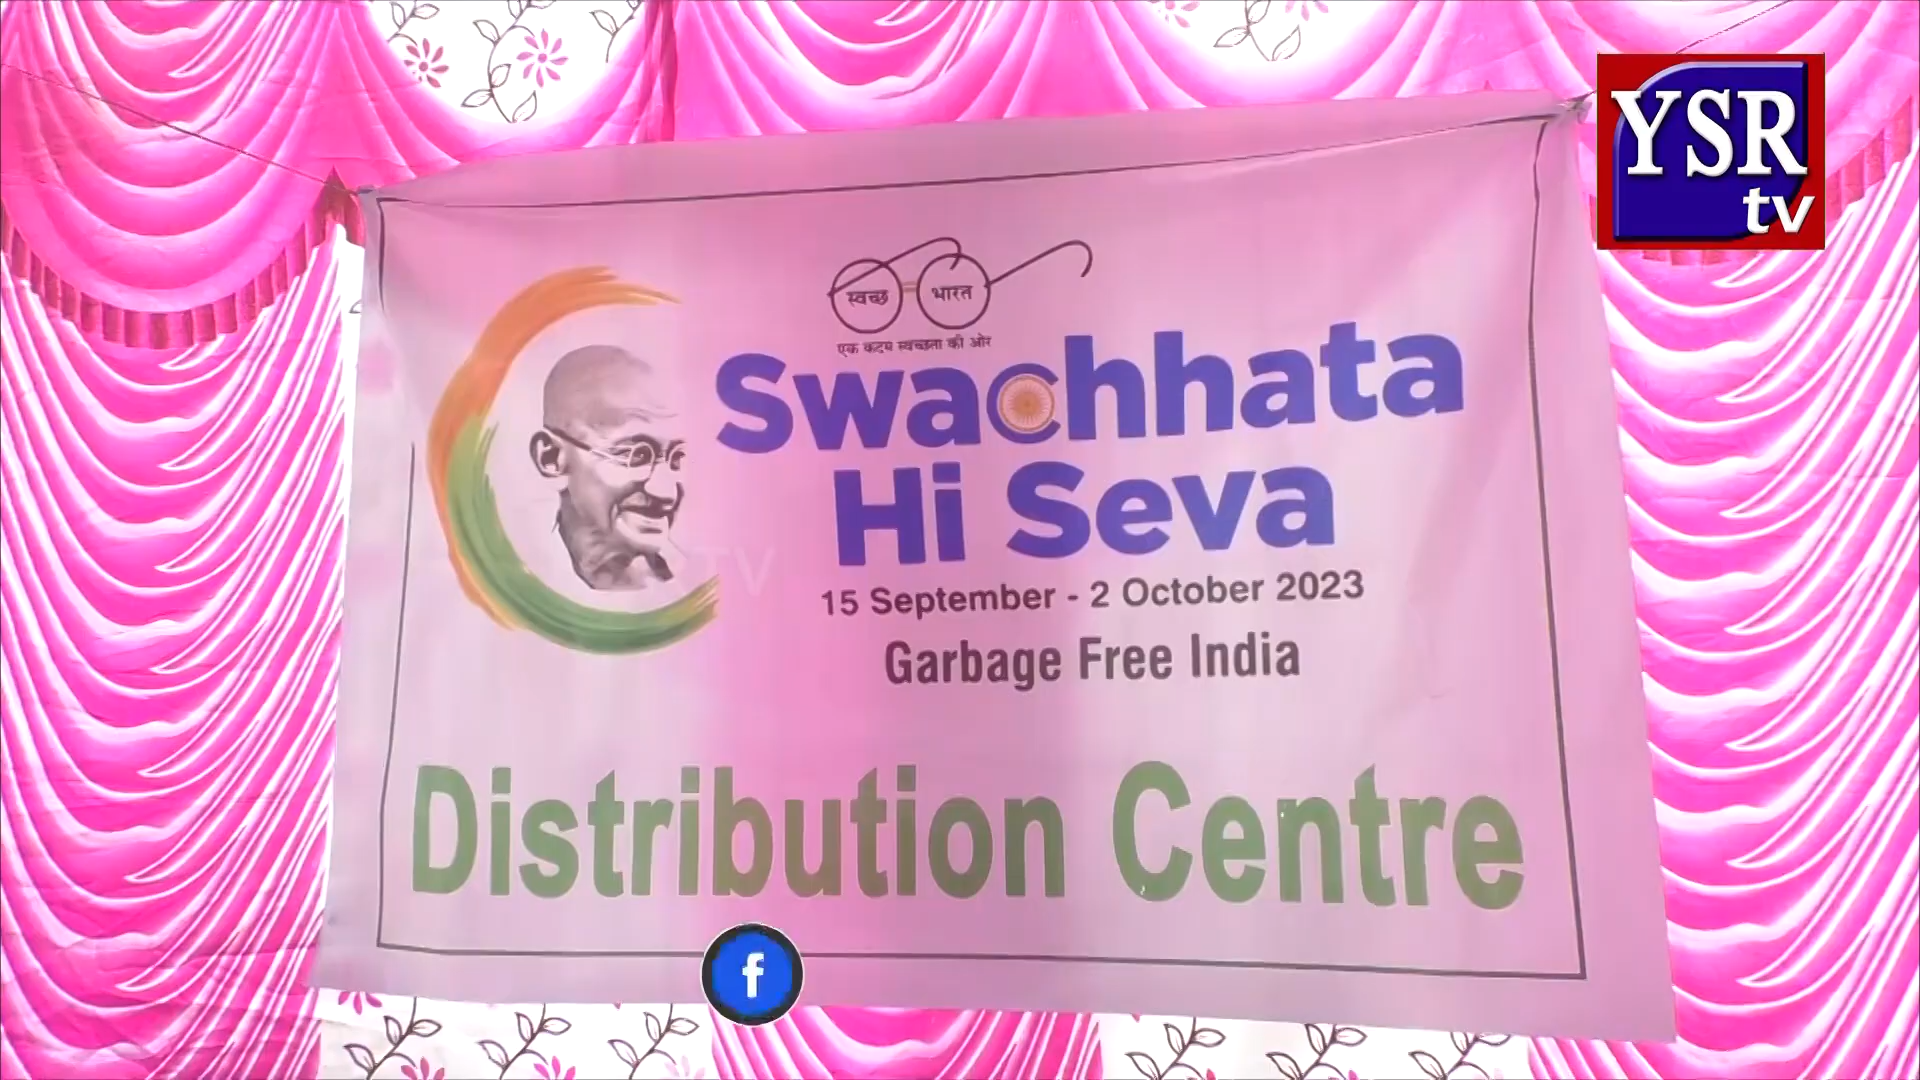 YSR
tv
स्वच्छ भारत
एक कदम स्वच्छता की ओर
Swachhata
Hi Seva
TV
15 September - 2 October 2023
Garbage Free India
Distribution Centre
f